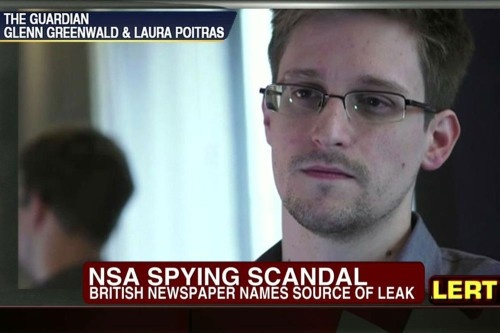 THE GUARDIAN
GLENN GREENWALD & LAURA POITRAS
NSA SPYING SCANDAL
BRITISH NEWSPAPER NAMES SOURCE OF LEAK
LERT